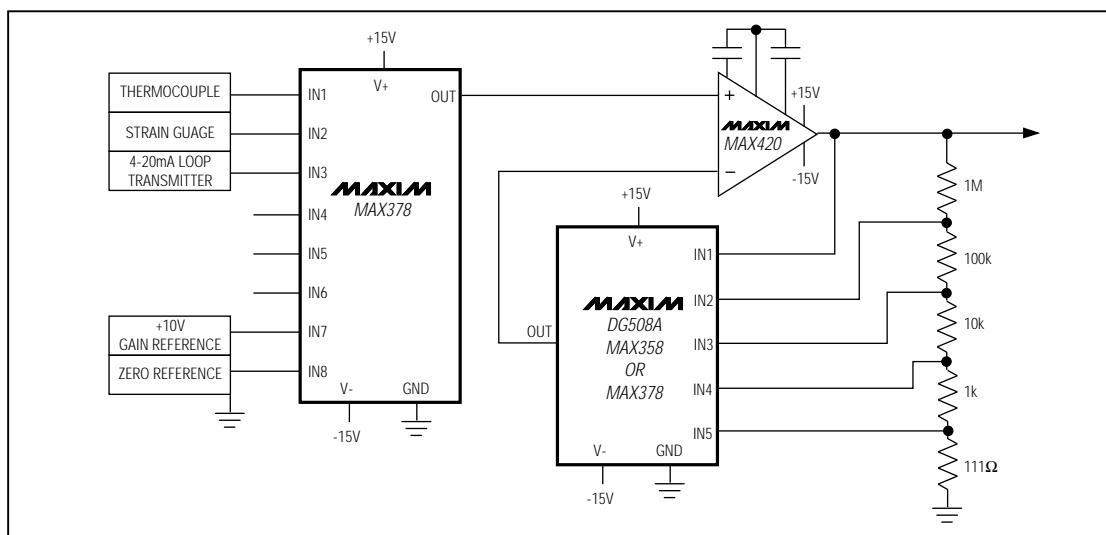 +15V
V+
THERMOCOUPLE
STRAIN GUAGE
4-20mA LOOP
TRANSMITTER
+10V
GAIN REFERENCE
ZERO REFERENCE
IN1
IN2
IN3
IN4
IN5
IN6
IN7
IN8
OUT
MAXIM
MAX378
V-
GND
-15V
+
-
MAXIM
MAX420
+15V
-15V
+15V
V+
OUT
MAXIM
DG508A
MAX358
OR
MAX378
IN1
IN2
IN3
IN4
IN5
V-
GND
-15V
1M
100k
10k
1k
111Ω